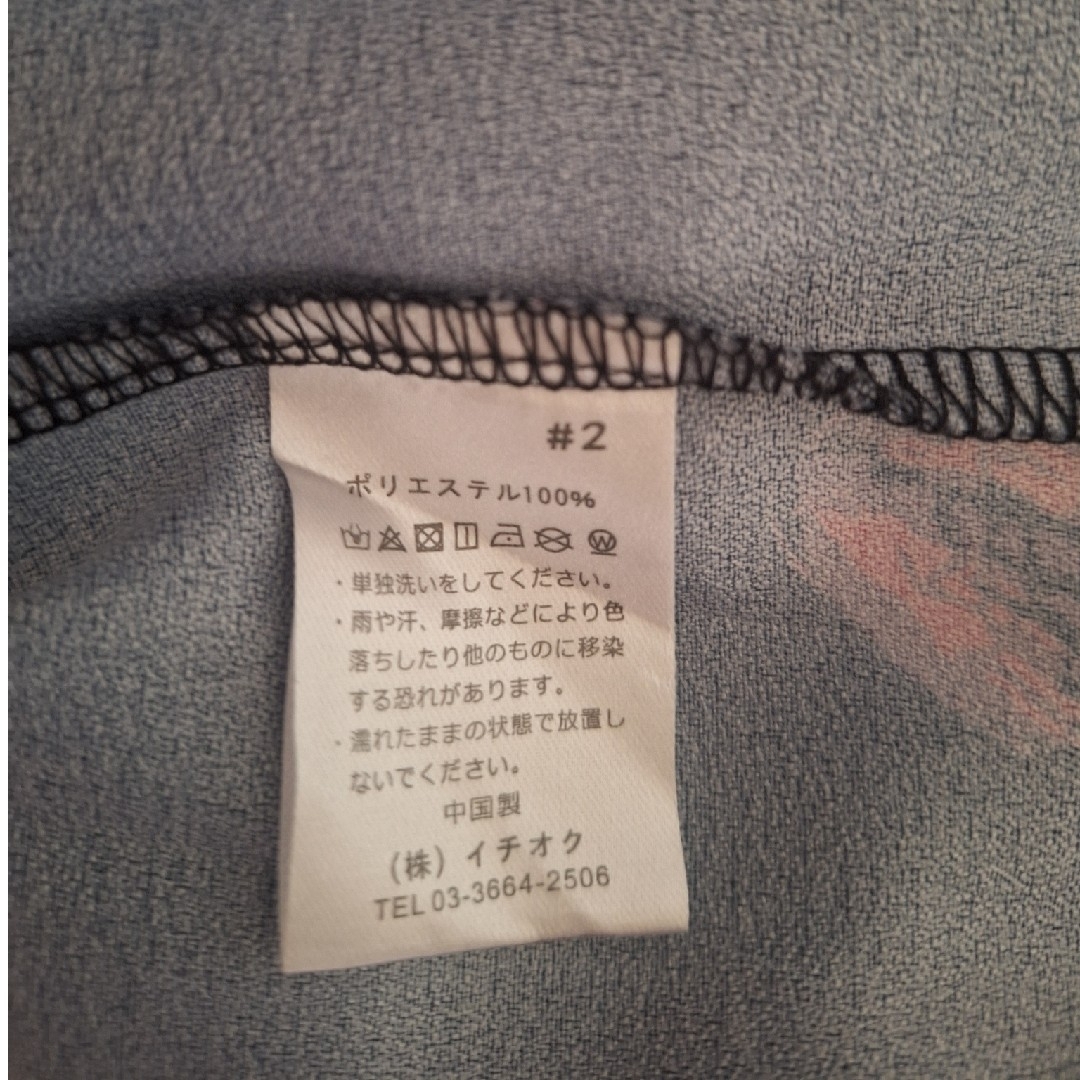 #2
ポリエステル100%
W
・単独洗いをしてください。
・雨や汗、摩擦などにより色
落ちしたり他のものに移染
する恐れがあります。
・濡れたままの状態で放置し
ないでください。
中国製
(株)イチオク
TEL 03-3664-2506